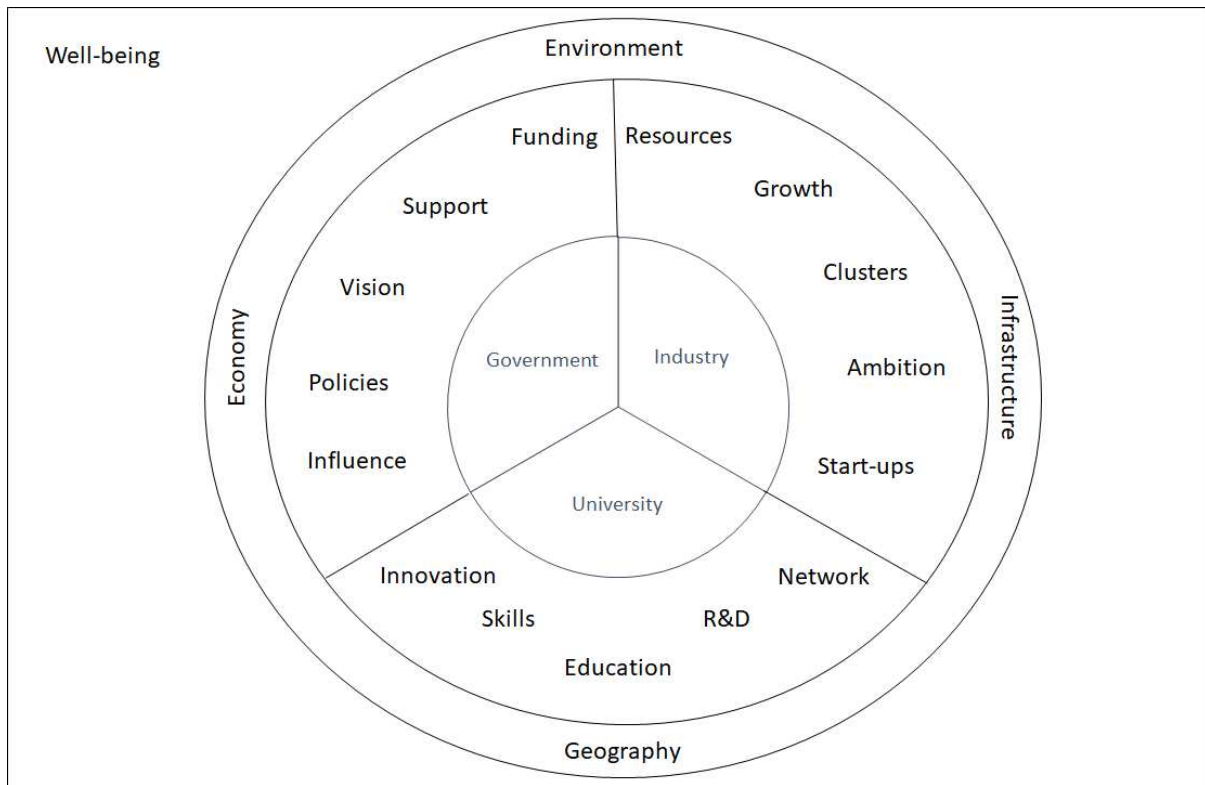 Well-being
Environment
Funding
Resources
Support
Growth
Vision
Clusters
Economy
Infrastructure
Government
Industry
Policies
Ambition
Influence
Start-ups
University
Innovation
Network
Skills
R&D
Education
Geography